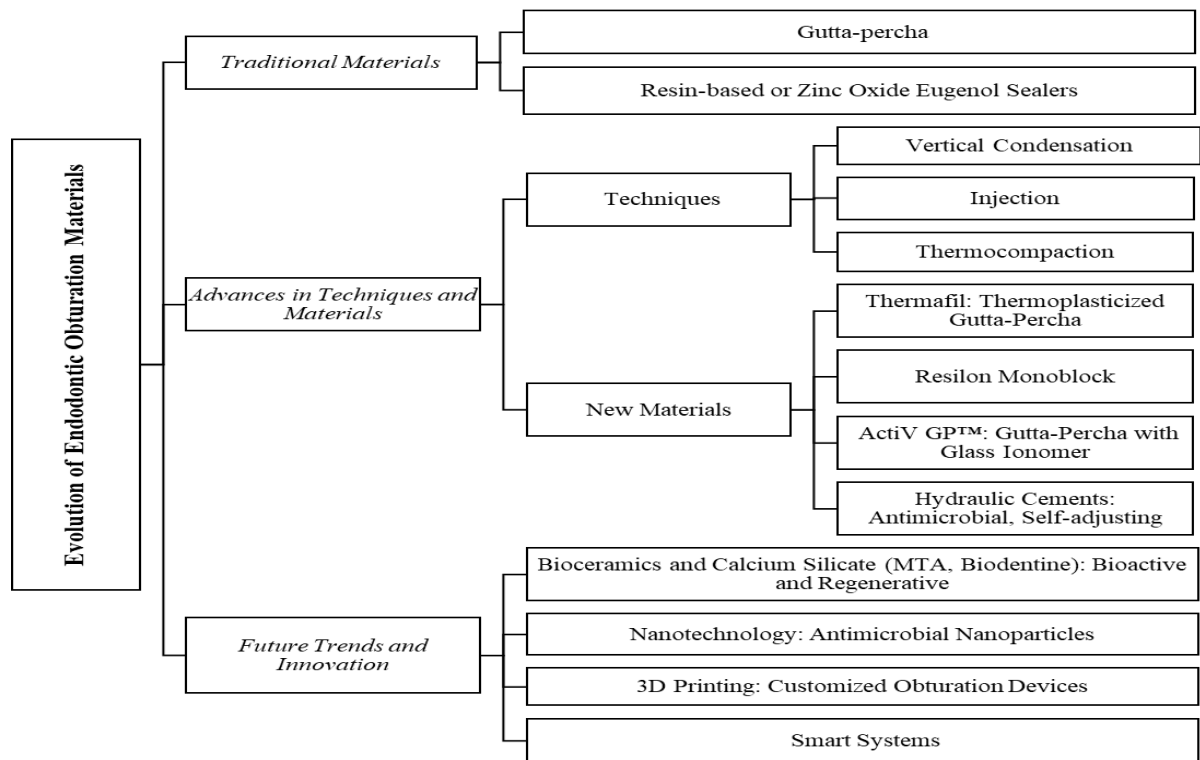 Evolution of Endodontic Obturation Materials
Traditional Materials
Gutta-percha
Resin-based or Zinc Oxide Eugenol Sealers
Advances in Techniques and
Materials
Techniques
Vertical Condensation
Injection
Thermocompaction
New Materials
Thermafil: Thermoplasticized
Gutta-Percha
Resilon Monoblock
ActiV GP™: Gutta-Percha with
Glass Ionomer
Hydraulic Cements:
Antimicrobial, Self-adjusting
Future Trends and
Innovation
Bioceramics and Calcium Silicate (MTA, Biodentine): Bioactive
and Regenerative
Nanotechnology: Antimicrobial Nanoparticles
3D Printing: Customized Obturation Devices
Smart Systems